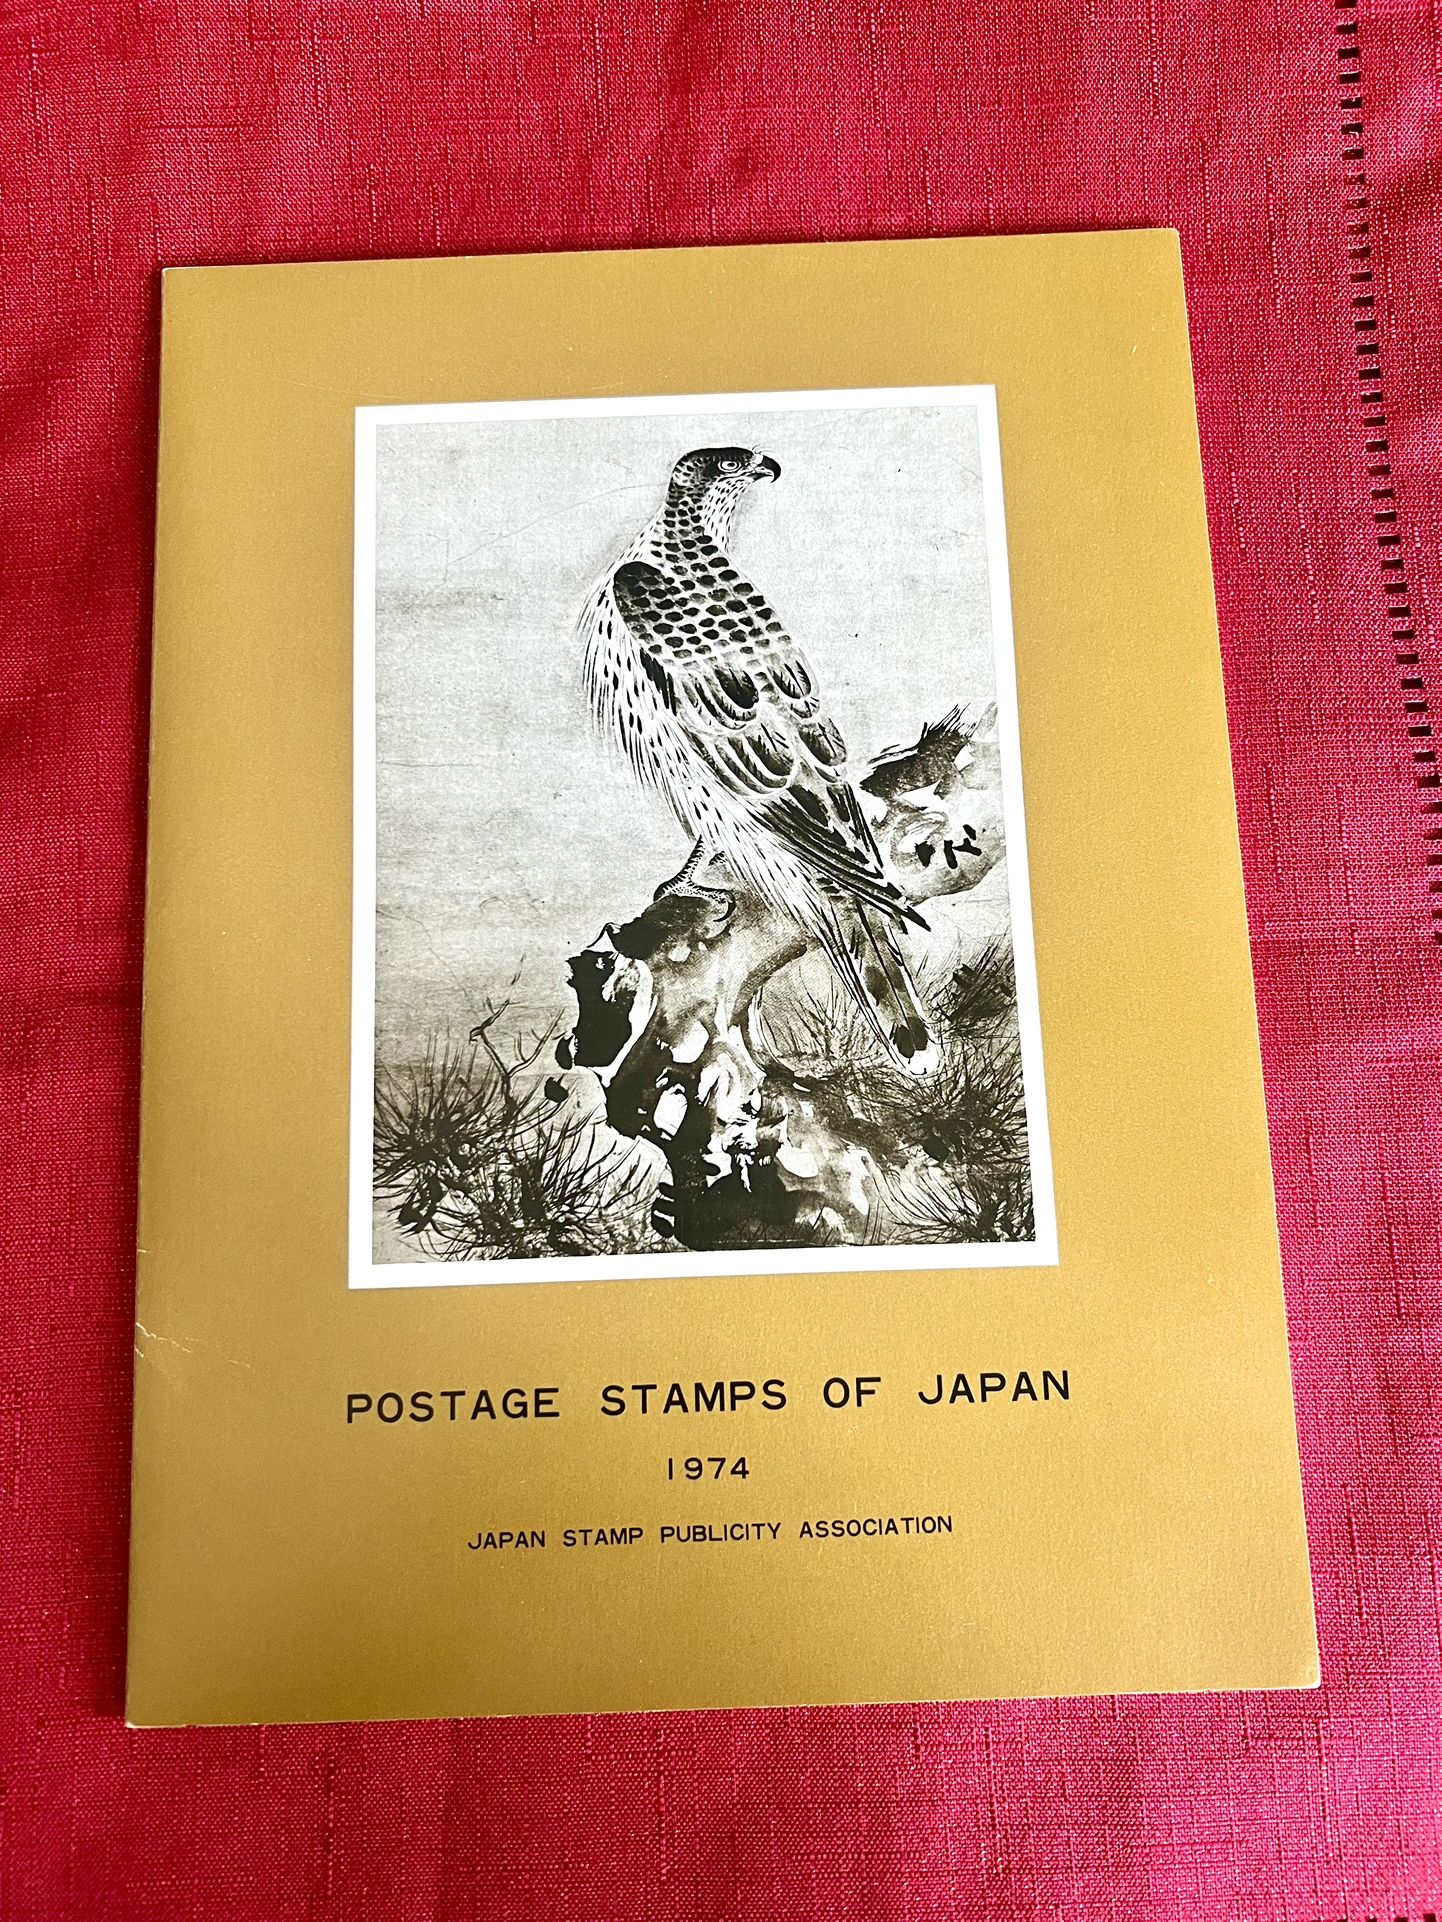 POSTAGE STAMPS OF JAPAN
1974
JAPAN STAMP PUBLICITY ASSOCIATION